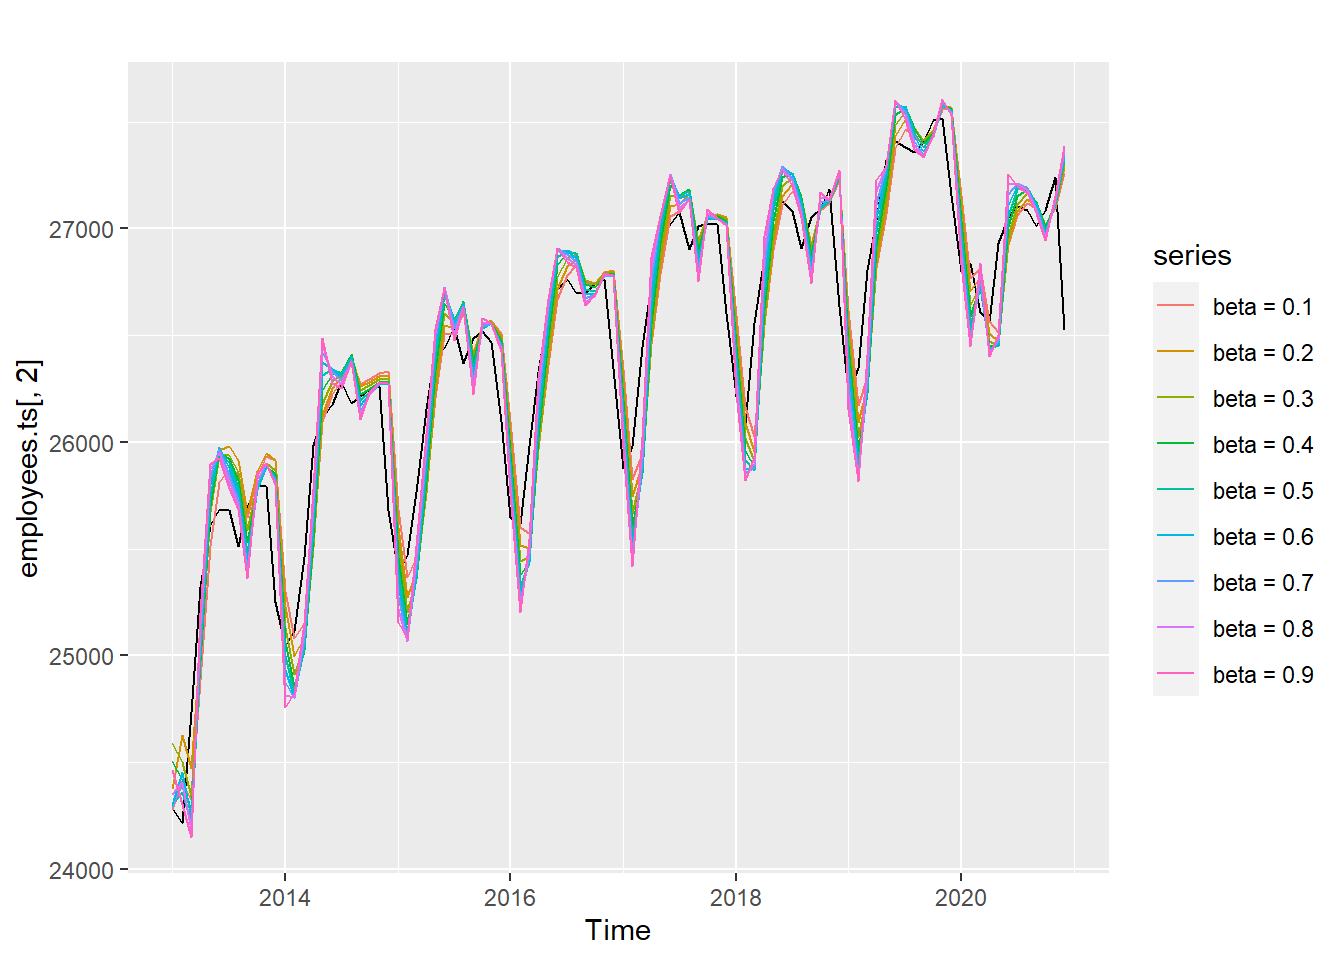 employees.ts[, 2]
27000
26000
25000
24000
2014
2016
2018
2020
Time
series
beta = 0.1
beta = 0.2
beta = 0.3
beta = 0.4
beta = 0.5
beta = 0.6
beta = 0.7
beta = 0.8
beta = 0.9